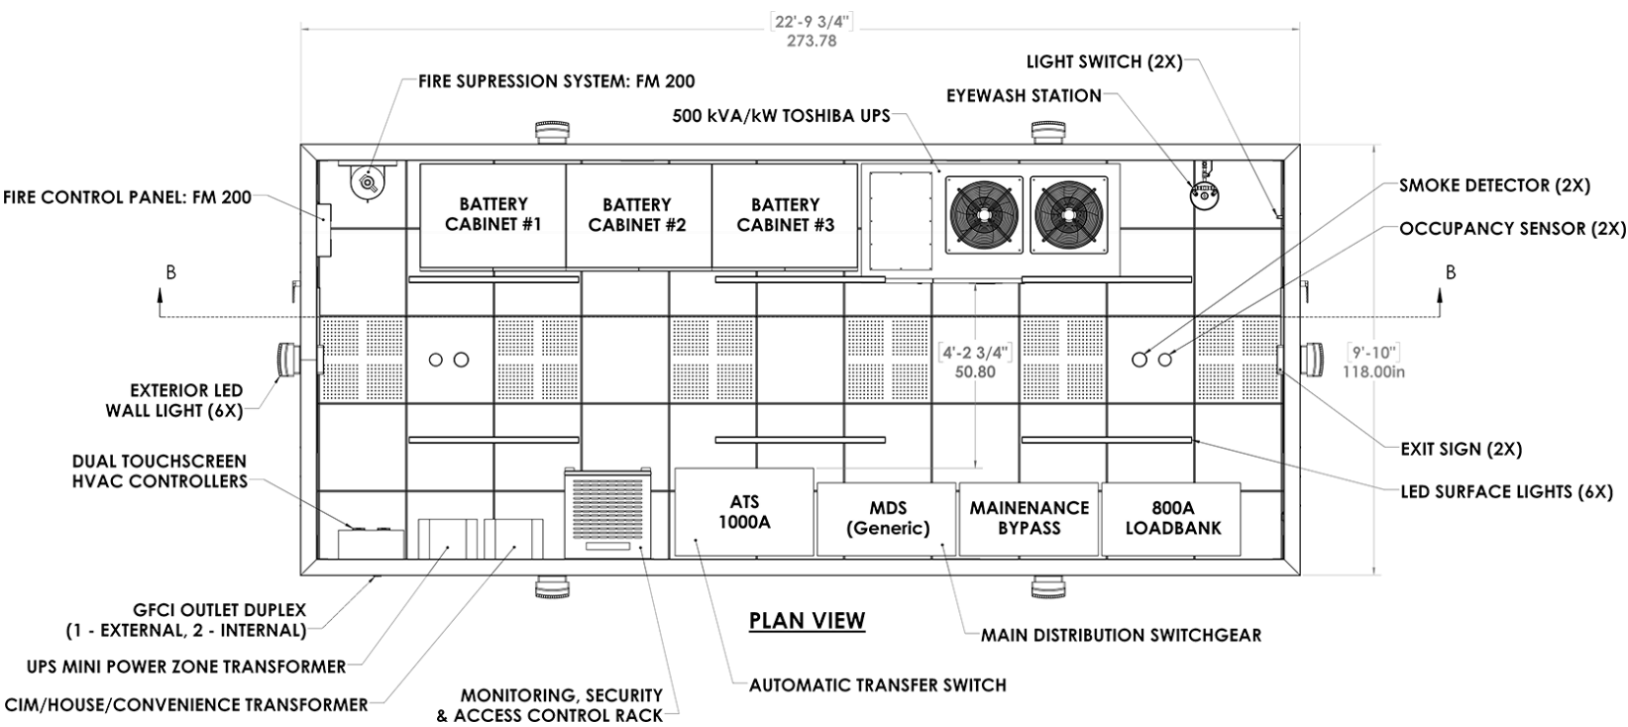 [22'-9 3/4"]
273.78
LIGHT SWITCH (2X)
FIRE SUPRESSION SYSTEM: FM 200
EYEWASH STATION
500 kVA/kW TOSHIBA UPS
FIRE CONTROL PANEL: FM 200
SMOKE DETECTOR (2X)
BATTERY
CABINET #1
BATTERY
CABINET #2
BATTERY
CABINET #3
OCCUPANCY SENSOR (2X)
B
B
[4'-2 3/4"]
50.80
[9'-10"]
118.00in
EXTERIOR LED
WALL LIGHT (6X)
EXIT SIGN (2X)
DUAL TOUCHSCREEN
HVAC CONTROLLERS
LED SURFACE LIGHTS (6X)
ATS
1000A
MDS
(Generic)
MAINENANCE
BYPASS
800A
LOADBANK
GFCI OUTLET DUPLEX
(1 - EXTERNAL, 2 - INTERNAL)
PLAN VIEW
MAIN DISTRIBUTION SWITCHGEAR
UPS MINI POWER ZONE TRANSFORMER
AUTOMATIC TRANSFER SWITCH
CIM/HOUSE/CONVENIENCE TRANSFORMER
MONITORING, SECURITY
& ACCESS CONTROL RACK